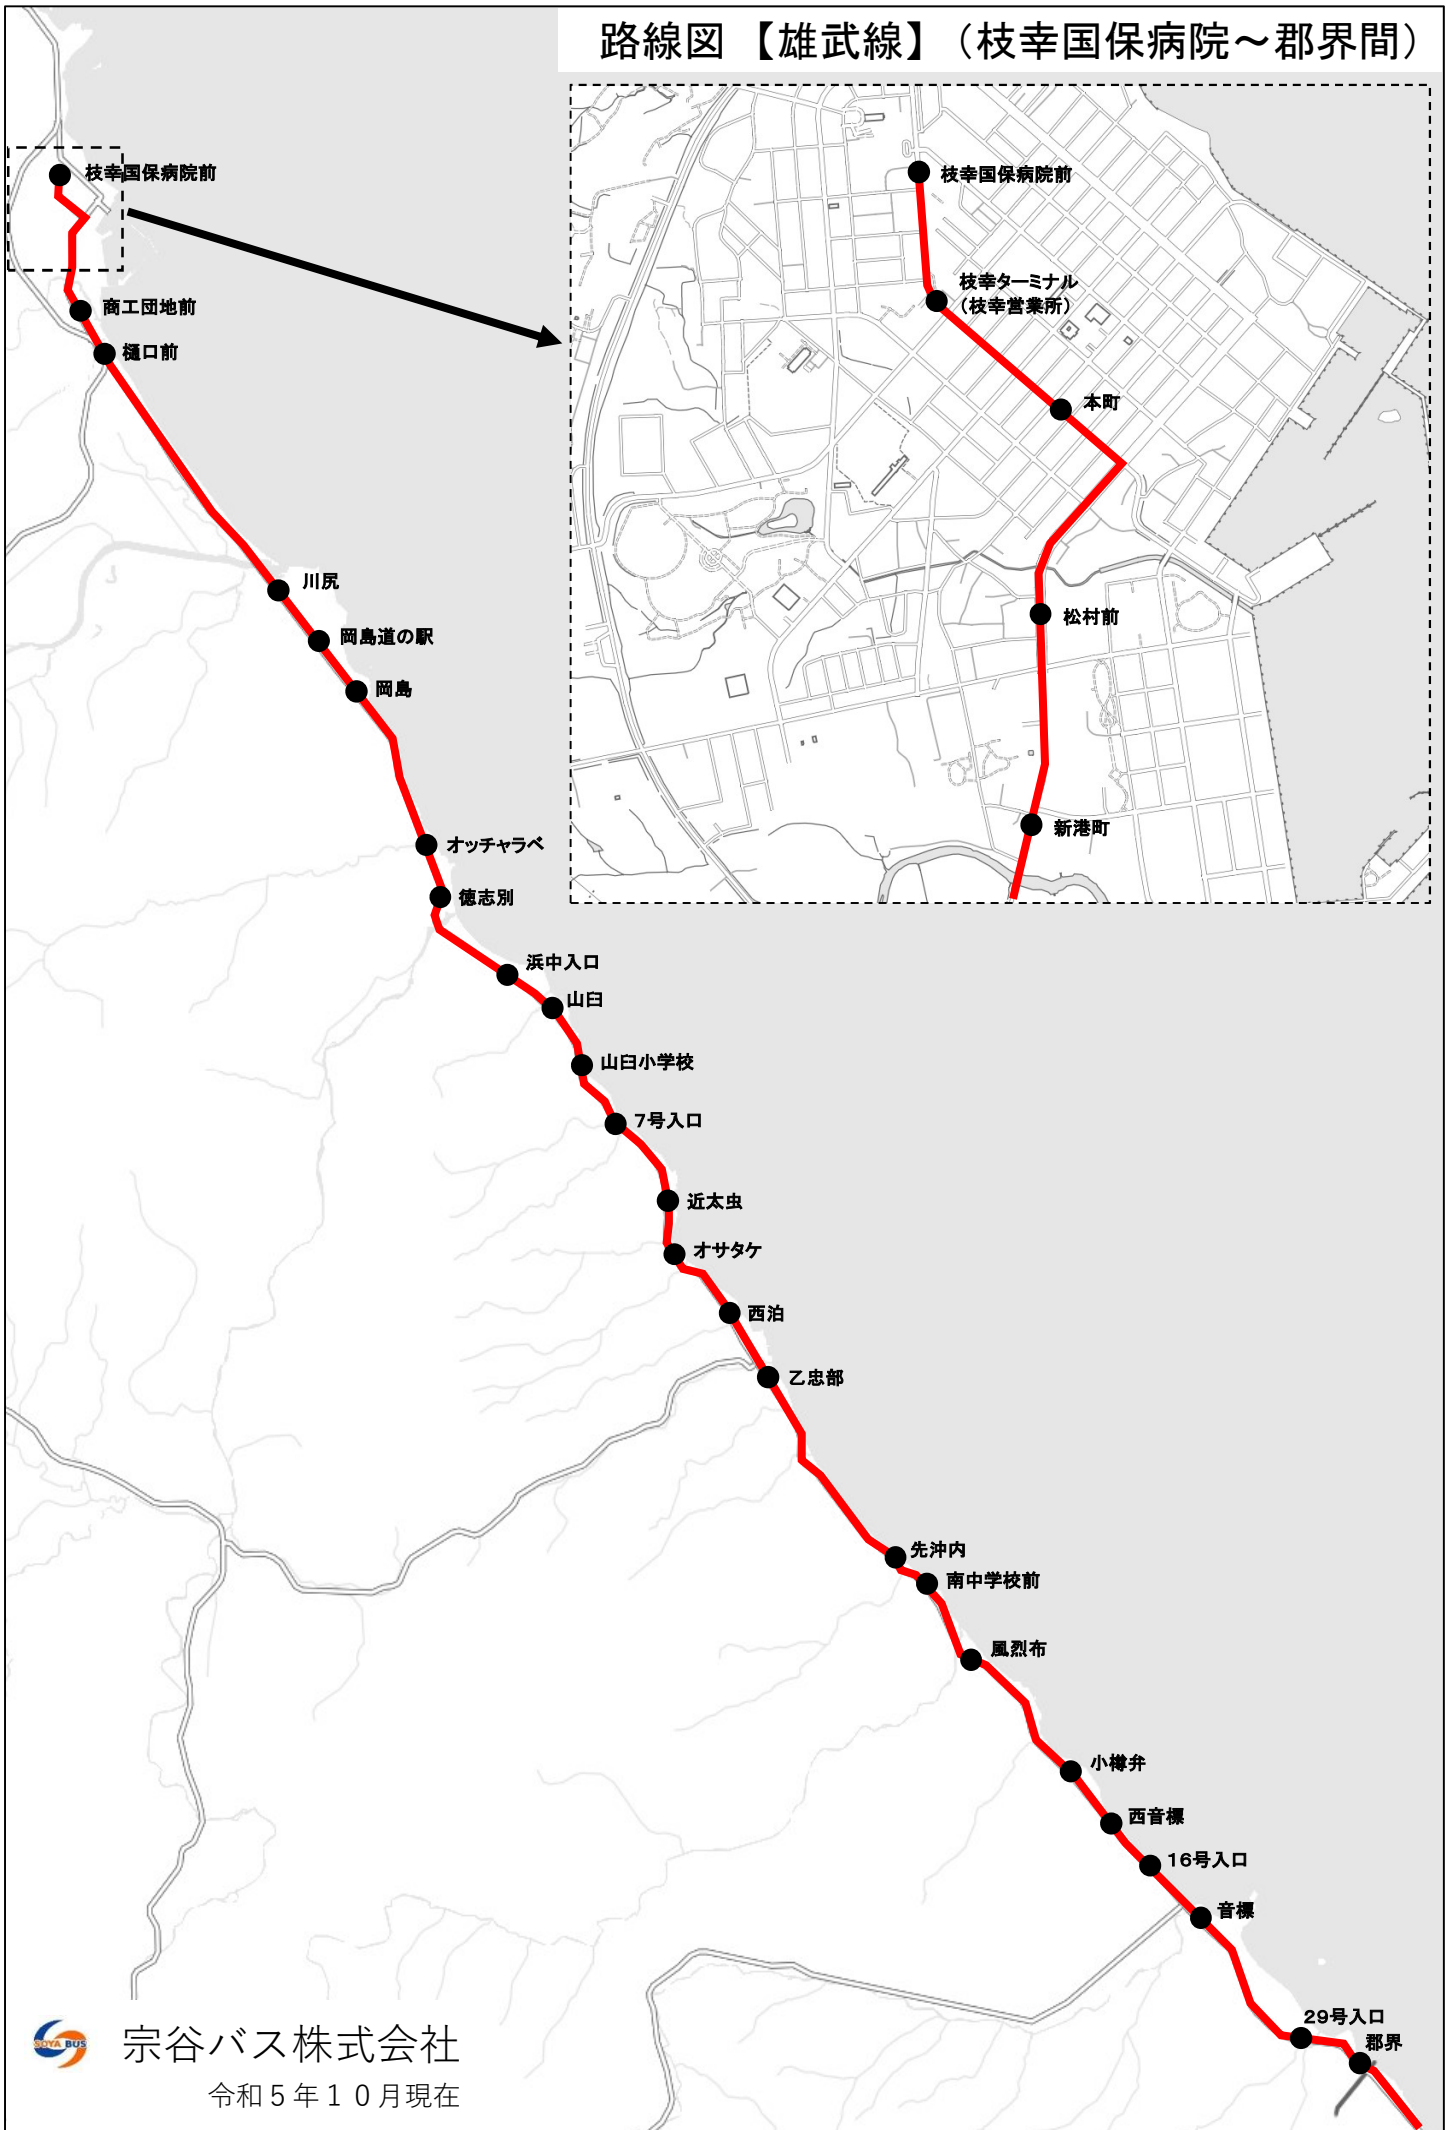 路線図 【雄武線】 （枝幸国保病院～郡界間）
枝幸国保病院前
商工団地前
樋口前
川尻
岡島道の駅
岡島
オッチャラベ
徳志別
浜中入口
山臼
山臼小学校
7号入口
近太虫
オサタケ
西泊
乙忠部
先沖内
南中学校前
風烈布
小樽弁
西音標
16号入口
音標
29号入口
郡界
枝幸国保病院前
枝幸ターミナル
（枝幸営業所）
本町
松村前
新港町
SOYA BUS
宗谷バス株式会社
令和５年１０月現在